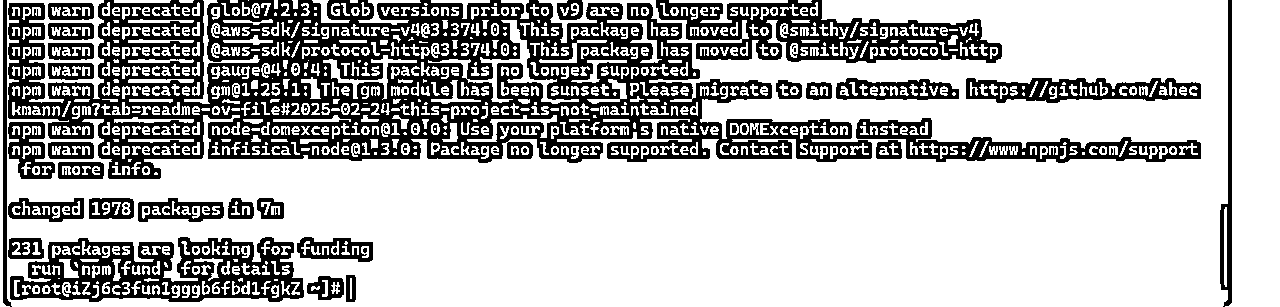 npm warn deprecated glob@7.2.3: Glob versions prior to v9 are no longer supported
npm warn deprecated @aws-sdk/signature-v4@3.374.0: This package has moved to @smithy/signature-v4
npm warn deprecated @aws-sdk/protocol-http@3.374.0: This package has moved to @smithy/protocol-http
npm warn deprecated gauge@4.0.4: This package is no longer supported.
npm warn deprecated gm@1.25.1: The gm module has been sunset. Please migrate to an alternative. https://github.com/ahec
kmann/gm?tab=readme-ov-file#2025-02-24-this-project-is-not-maintained
npm warn deprecated node-domexception@1.0.0: Use your platform's native DOMException instead
npm warn deprecated infisical-node@1.3.0: Package no longer supported. Contact Support at https://www.npmjs.com/support
 for more info.
changed 1978 packages in 7m
231 packages are looking for funding
  run `npm fund` for details
[root@iZj6c3fun1gggb6fbd1fgkZ ~]#